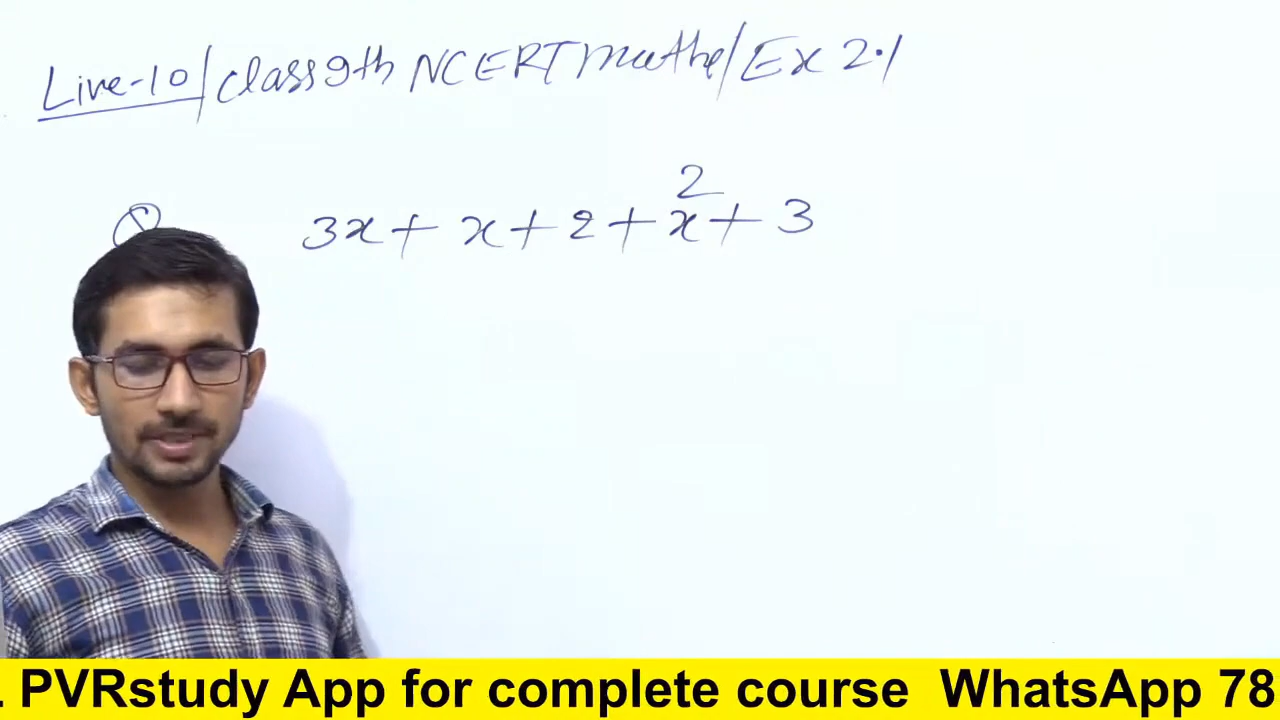 Live-10/class 9th NCERT maths/Ex 2.1
Q 3x + x + 2 + x² + 3
PVRstudy App for complete course WhatsApp 78